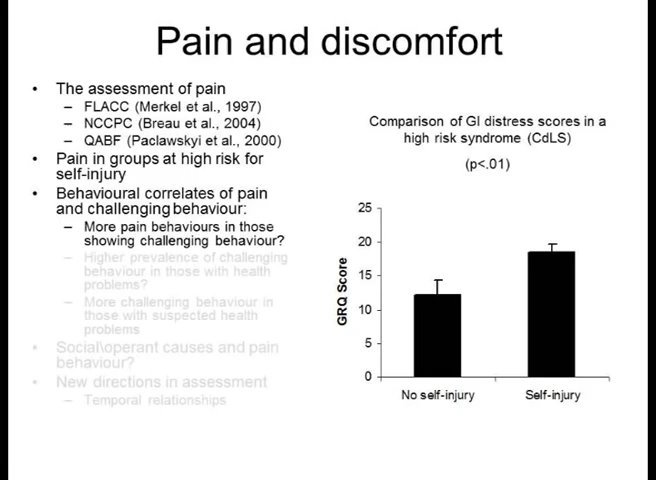 Pain and discomfort
• The assessment of pain
– FLACC (Merkel et al., 1997)
– NCCPC (Breau et al., 2004)
– QABF (Paclawskyi et al., 2000)
• Pain in groups at high risk for
self-injury
• Behavioural correlates of pain
and challenging behaviour:
– More pain behaviours in those
showing challenging behaviour?
– Higher prevalence of challenging
behaviour in those with health
problems?
– More challenging behaviour in
those with suspected health
problems
• Social\operant causes and pain
behaviour?
• New directions in assessment
– Temporal relationships
Comparison of GI distress scores in a
high risk syndrome (CdLS)
(p<.01)
GRQ Score
25
20
15
10
5
0
No self-injury
Self-injury